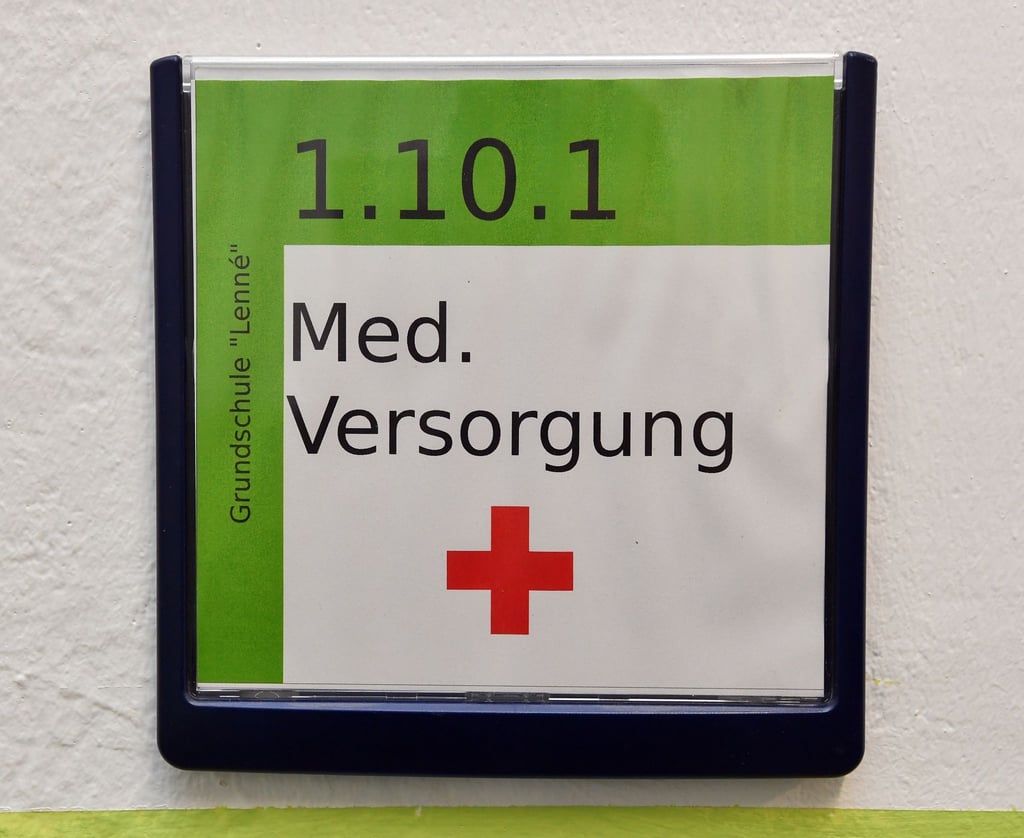 1.10.1
Grundschule "Lenné"
Med.
Versorgung